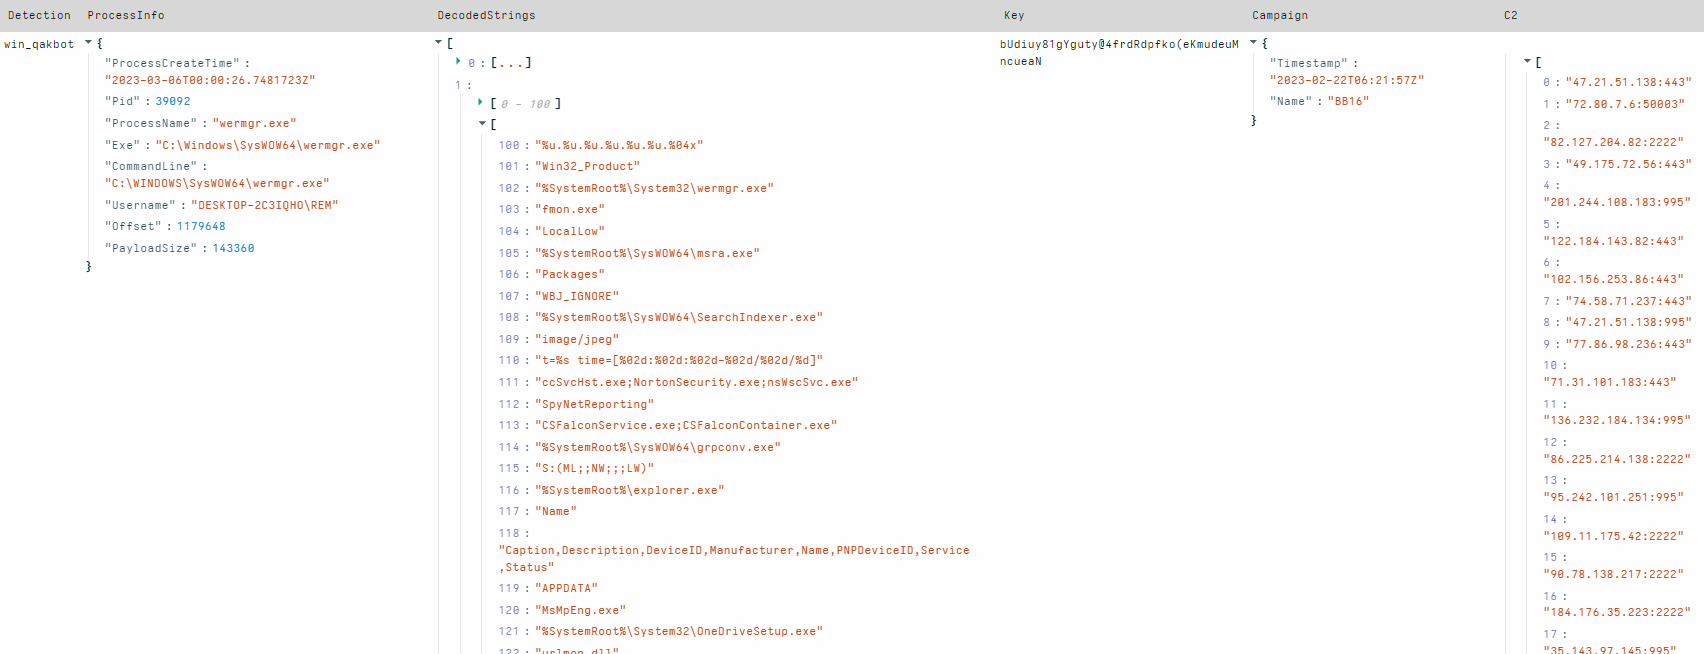 Detection ProcessInfo DecodedStrings Key Campaign C2
win_qakbot
{
"ProcessCreateTime" :
"2023-03-06T00:00:26.7481723Z"
"Pid" : 39092
"ProcessName" : "wermgr.exe"
"Exe" : "C:\Windows\SysWOW64\wermgr.exe"
"CommandLine" :
"C:\WINDOWS\SysWOW64\wermgr.exe"
"Username" : "DESKTOP-2C3IQHO\REM"
"Offset" : 1179648
"PayloadSize" : 143360
}
[
0 : [...]
1 :
[ 0 - 100 ]
[
100 : "%u.%u.%u.%u.%u.%u.%04x"
101 : "Win32_Product"
102 : "%SystemRoot%\System32\wermgr.exe"
103 : "fmon.exe"
104 : "LocalLow"
105 : "%SystemRoot%\SysWOW64\msra.exe"
106 : "Packages"
107 : "WBJ_IGNORE"
108 : "%SystemRoot%\SysWOW64\SearchIndexer.exe"
109 : "image/jpeg"
110 : "t=%s time=[%02d:%02d:%02d-%02d/%02d/%d]"
111 : "ccSvcHst.exe;NortonSecurity.exe;nsWscSvc.exe"
112 : "SpyNetReporting"
113 : "CSFalconService.exe;CSFalconContainer.exe"
114 : "%SystemRoot%\SysWOW64\grpconv.exe"
115 : "S:(ML;;NW;;;LW)"
116 : "%SystemRoot%\explorer.exe"
117 : "Name"
118 :
"Caption,Description,DeviceID,Manufacturer,Name,PNPDeviceID,Service
,Status"
119 : "APPDATA"
120 : "MsMpEng.exe"
121 : "%SystemRoot%\System32\OneDriveSetup.exe"
122 : "urlmon.dll"
bUdiuy81gYguty@4frdRdpfko(eKmudeuM
ncueaN
{
"Timestamp" :
"2023-02-22T06:21:57Z"
"Name" : "BB16"
}
[
0 : "47.21.51.138:443"
1 : "72.80.7.6:50003"
2 :
"82.127.204.82:2222"
3 : "49.175.72.56:443"
4 :
"201.244.108.183:995"
5 :
"122.184.143.82:443"
6 :
"102.156.253.86:443"
7 : "74.58.71.237:443"
8 : "47.21.51.138:995"
9 : "77.86.98.236:443"
10 :
"71.31.101.183:443"
11 :
"136.232.184.134:995"
12 :
"86.225.214.138:2222"
13 :
"95.242.101.251:995"
14 :
"109.11.175.42:2222"
15 :
"90.78.138.217:2222"
16 :
"184.176.35.223:2222"
17 :
"35.143.97.145:995"